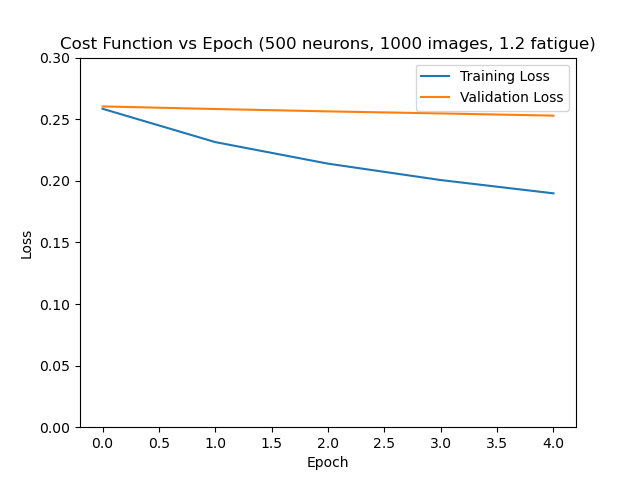 Cost Function vs Epoch (500 neurons, 1000 images, 1.2 fatigue)
Training Loss
Validation Loss
0.30
0.25
0.20
0.15
0.10
0.05
0.00
Loss
0.0 0.5 1.0 1.5 2.0 2.5 3.0 3.5 4.0
Epoch